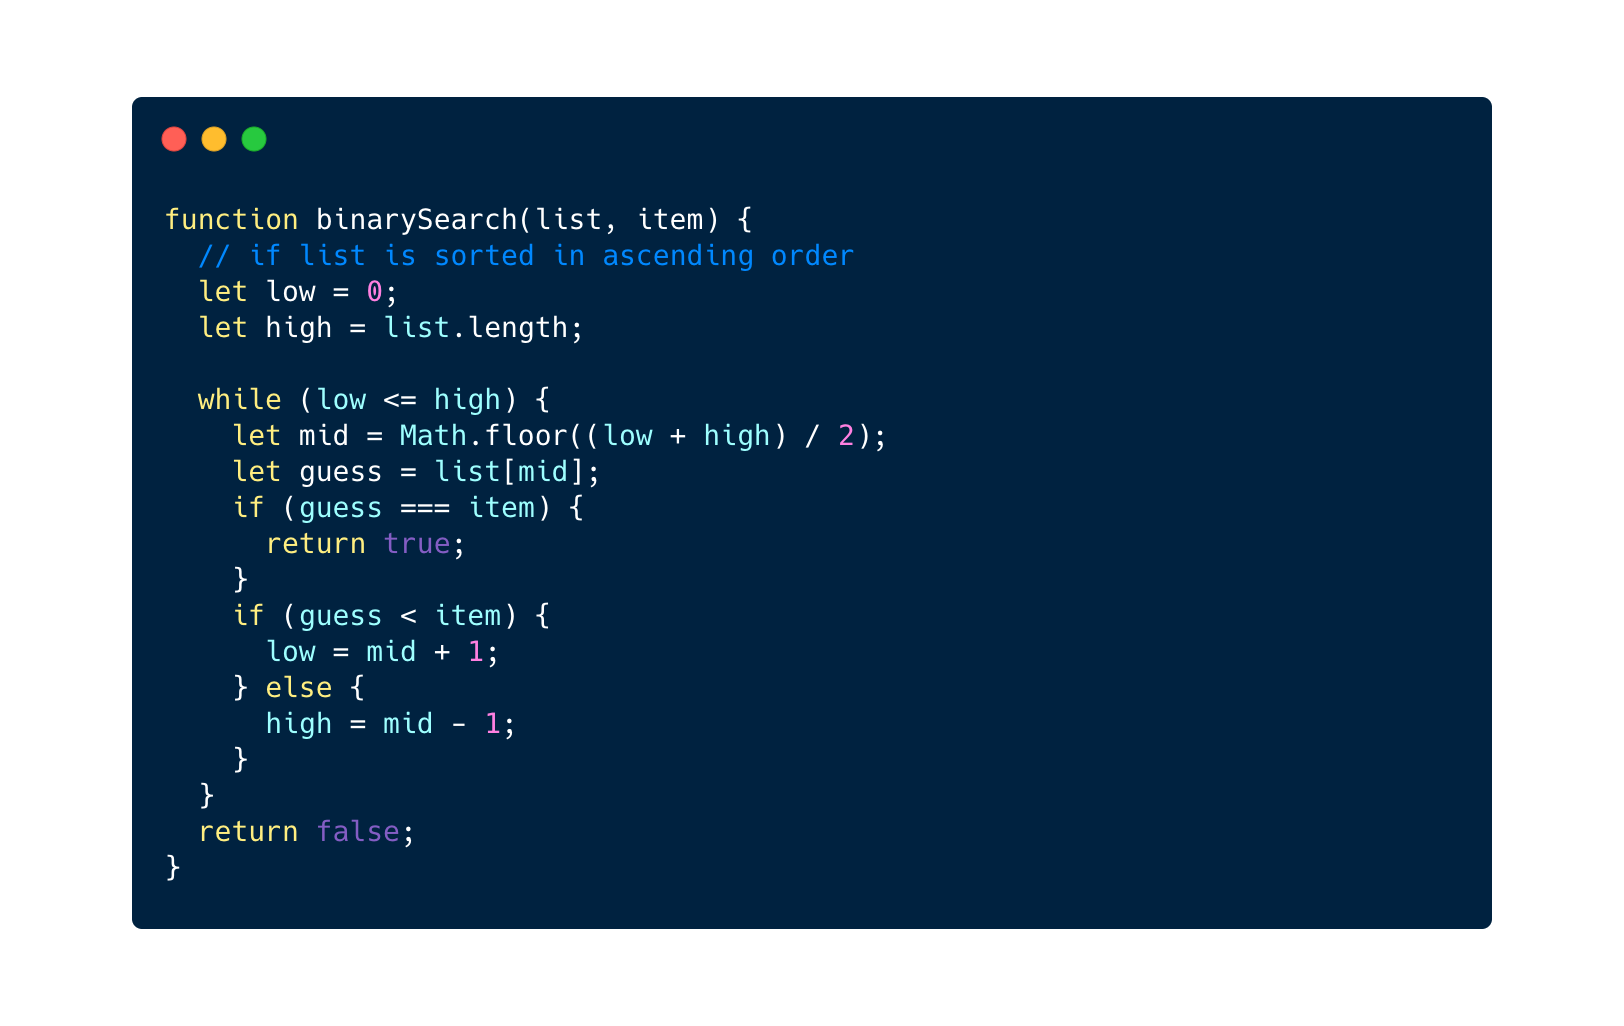 function binarySearch(list, item) {
  // if list is sorted in ascending order
  let low = 0;
  let high = list.length;

  while (low <= high) {
    let mid = Math.floor((low + high) / 2);
    let guess = list[mid];
    if (guess === item) {
      return true;
    }
    if (guess < item) {
      low = mid + 1;
    } else {
      high = mid - 1;
    }
  }
  return false;
}